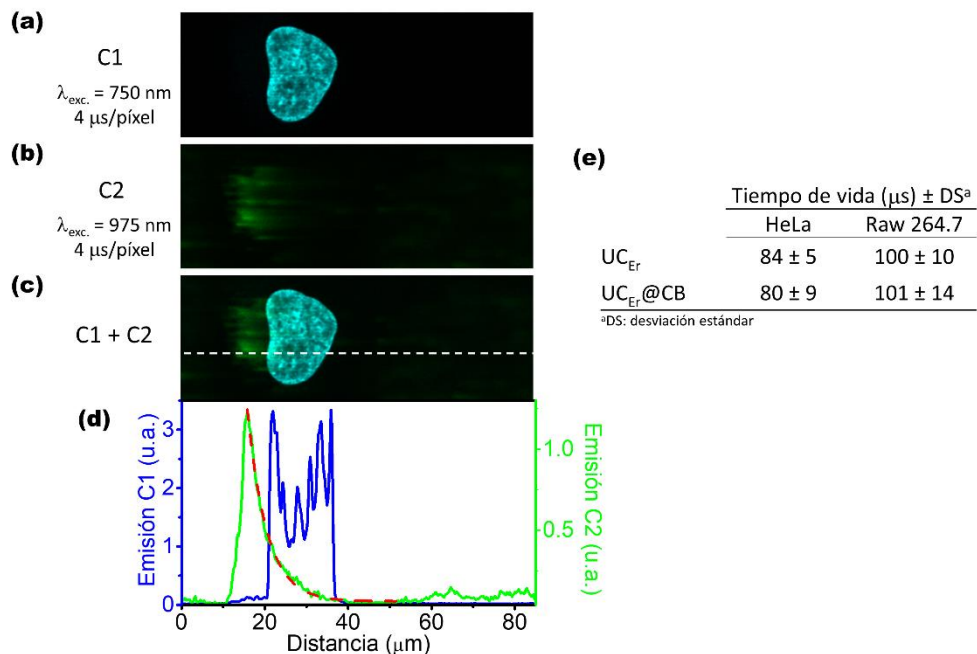 (a)
C1
λexc. = 750 nm
4 μs/píxel
(b)
C2
λexc. = 975 nm
4 μs/píxel
(c)
C1 + C2
(d)
Emisión C1 (u.a.)
3
2
1
0
1.0
0.5
Emisión C2 (u.a.)
0 20 40 60 80
Distancia (μm)
(e)
Tiempo de vida (μs) ± DSª
HeLa Raw 264.7
UCEr 84 ± 5 100 ± 10
UCEr@CB 80 ± 9 101 ± 14
ªDS: desviación estándar